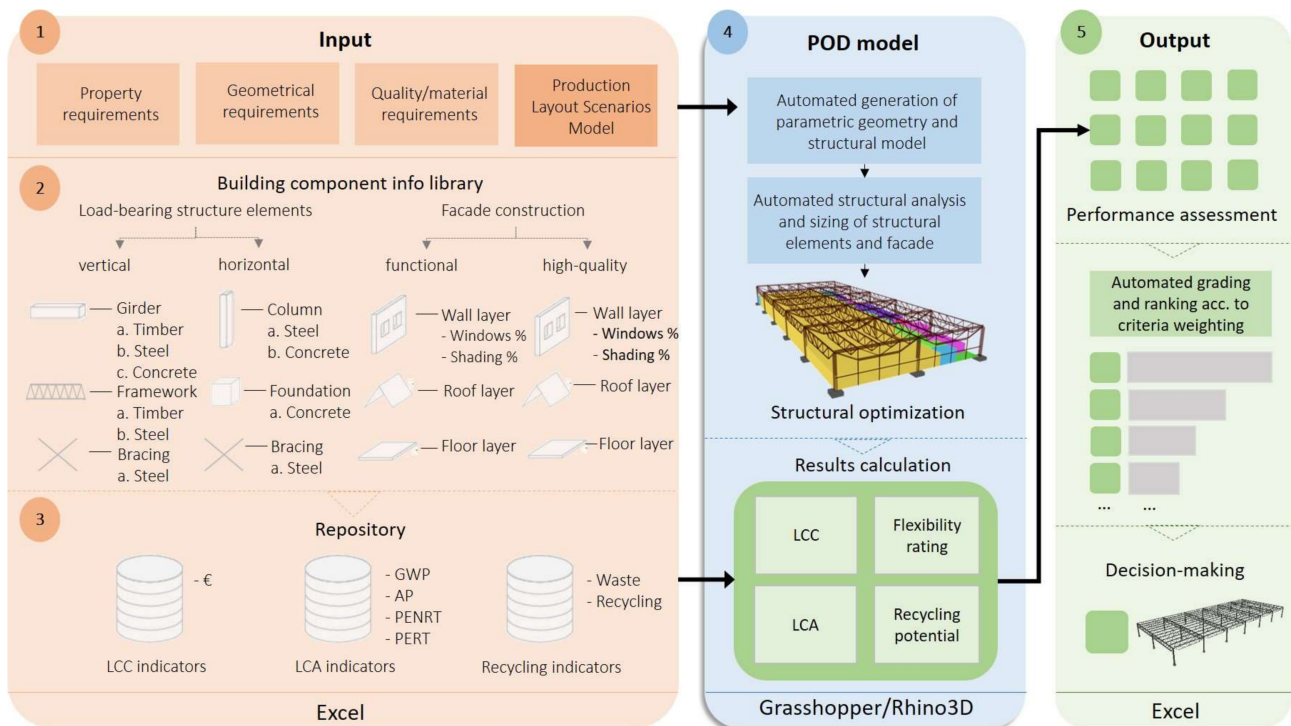 1
Input
Property
requirements
Geometrical
requirements
Quality/material
requirements
Production
Layout Scenarios
Model
2
Building component info library
Load-bearing structure elements
Facade construction
vertical
horizontal
functional
high-quality
Girder
a. Timber
b. Steel
c. Concrete
Framework
a. Timber
b. Steel
Bracing
a. Steel
Column
a. Steel
b. Concrete
Foundation
a. Concrete
Bracing
a. Steel
Wall layer
- Windows %
- Shading %
Roof layer
Floor layer
Wall layer
- Windows %
- Shading %
Roof layer
Floor layer
3
Repository
- €
LCC indicators
- GWP
- AP
- PENRT
- PERT
LCA indicators
- Waste
- Recycling
Recycling indicators
Excel
4
POD model
Automated generation of
parametric geometry and
structural model
Automated structural analysis
and sizing of structural
elements and facade
Structural optimization
Results calculation
LCC
Flexibility
rating
LCA
Recycling
potential
Grasshopper/Rhino3D
5
Output
Performance assessment
Automated grading
and ranking acc. to
criteria weighting
... ...
Decision-making
Excel